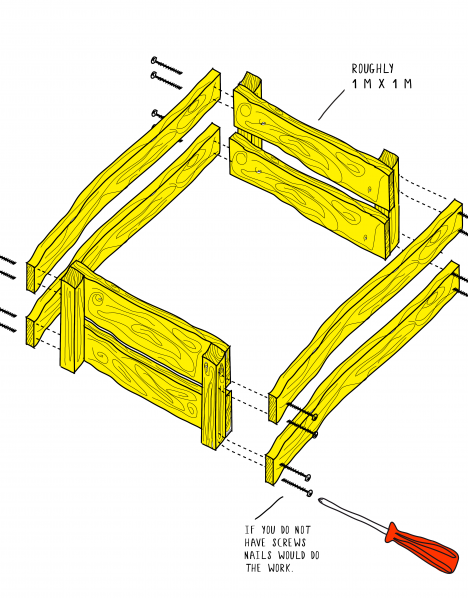 ROUGHLY
1 M X 1 M
IF YOU DO NOT
HAVE SCREWS
NAILS WOULD DO
THE WORK.